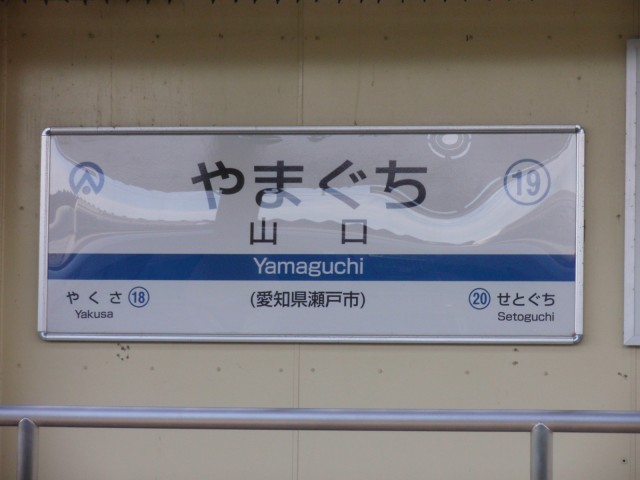 やまぐち
19
山口
Yamaguchi
やくさ 18
Yakusa
(愛知県瀬戸市)
20 せとぐち
Setoguchi